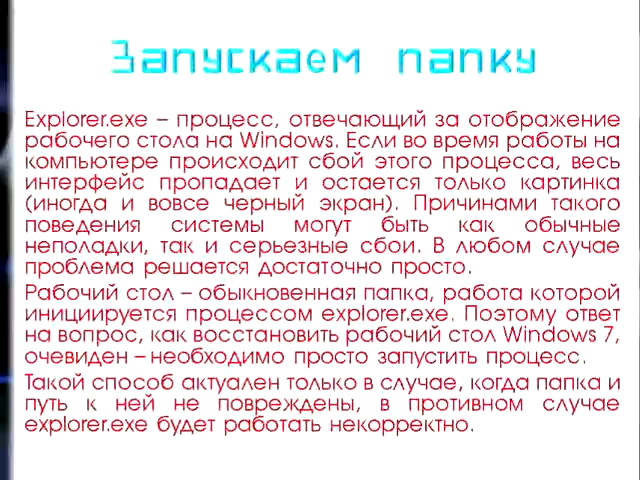 Запускаем папку
Explorer.exe – процесс, отвечающий за отображение
рабочего стола на Windows. Если во время работы на
компьютере происходит сбой этого процесса, весь
интерфейс пропадает и остается только картинка
(иногда и вовсе черный экран). Причинами такого
поведения системы могут быть как обычные
неполадки, так и серьезные сбои. В любом случае
проблема решается достаточно просто.
Рабочий стол – обыкновенная папка, работа которой
инициируется процессом explorer.exe. Поэтому ответ
на вопрос, как восстановить рабочий стол Windows 7,
очевиден – необходимо просто запустить процесс.
Такой способ актуален только в случае, когда папка и
путь к ней не повреждены, в противном случае
explorer.exe будет работать некорректно.